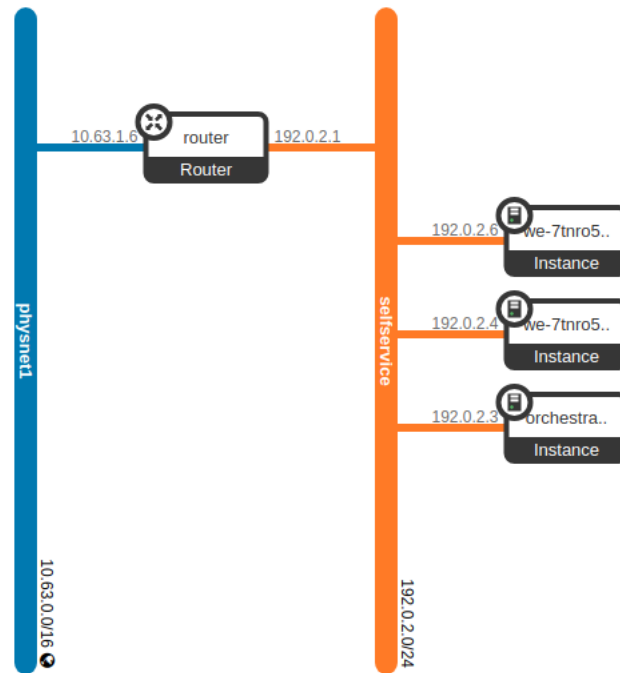 10.63.1.6
router
Router
192.0.2.1
192.0.2.6
we-7tnro5..
Instance
physnet1
selfservice
192.0.2.4
we-7tnro5..
Instance
192.0.2.3
orchestra..
Instance
10.63.0.0/16
192.0.2.0/24